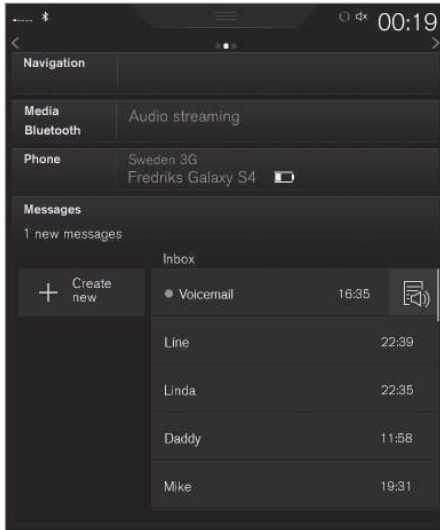 00:19
Navigation
Media
Bluetooth
Audio streaming
Phone
Sweden 3G
Fredriks Galaxy S4
Messages
1 new messages
Inbox
Create
new
Voicemail 16:35
Line 22:39
Linda 22:35
Daddy 11:58
Mike 19:31